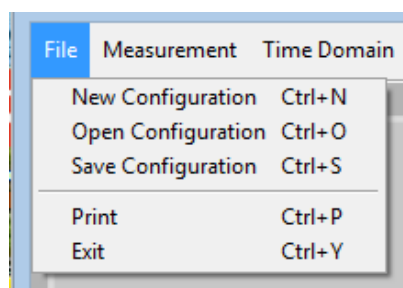 File Measurement Time Domain
New Configuration Ctrl+N
Open Configuration Ctrl+O
Save Configuration Ctrl+S
Print Ctrl+P
Exit Ctrl+Y